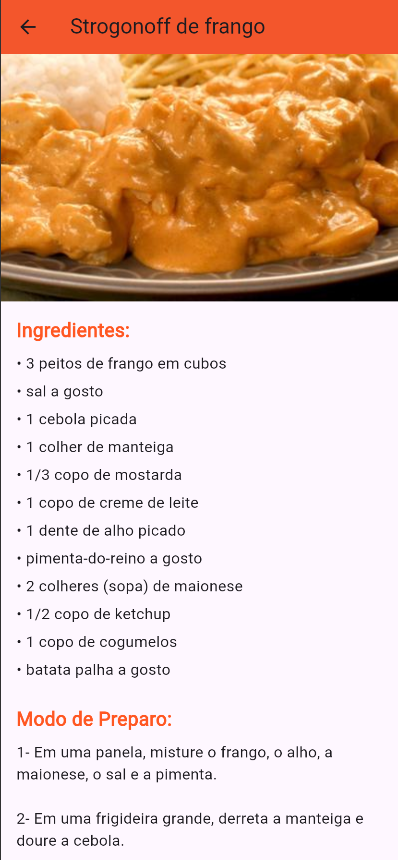 Strogonoff de frango
Ingredientes:
• 3 peitos de frango em cubos
• sal a gosto
• 1 cebola picada
• 1 colher de manteiga
• 1/3 copo de mostarda
• 1 copo de creme de leite
• 1 dente de alho picado
• pimenta-do-reino a gosto
• 2 colheres (sopa) de maionese
• 1/2 copo de ketchup
• 1 copo de cogumelos
• batata palha a gosto
Modo de Preparo:
1- Em uma panela, misture o frango, o alho, a
maionese, o sal e a pimenta.
2- Em uma frigideira grande, derreta a manteiga e
doure a cebola.